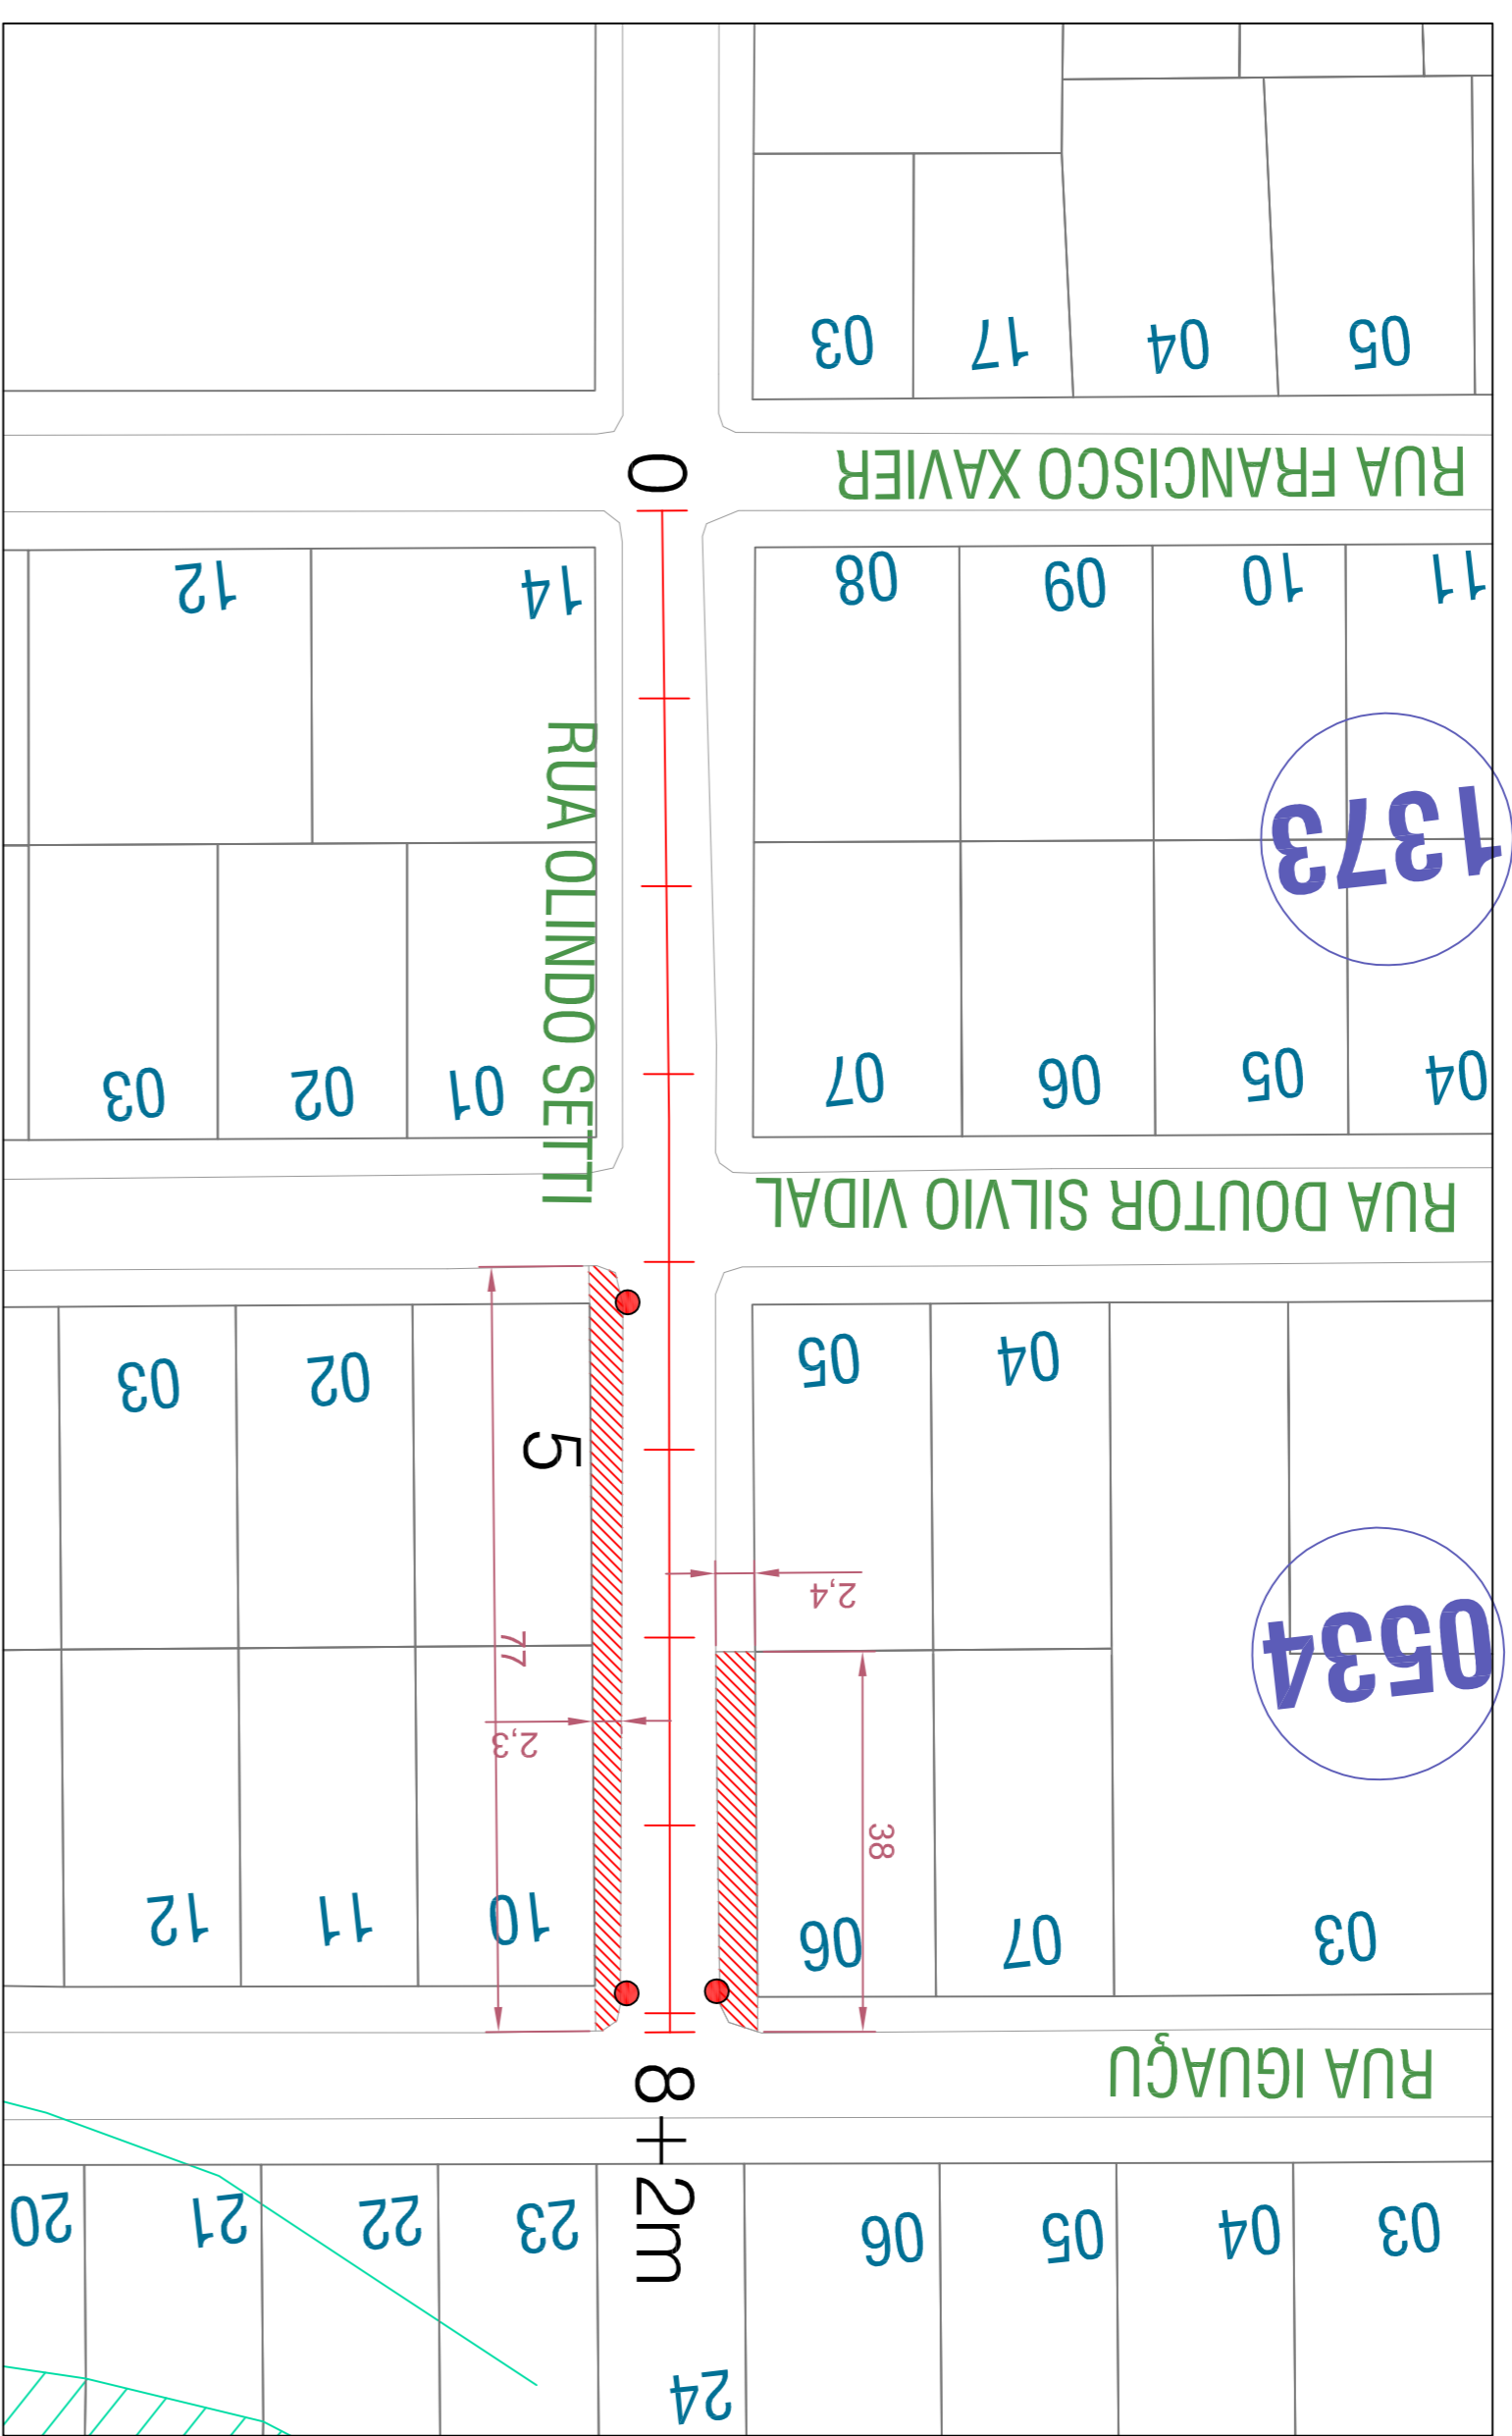 03 17 04 05
RUA FRANCISCO XAVIER
0
12 14 08 09 10 11
RUA OLINDO SETTI
1373
03 02 01 07 06 05 04
RUA DOUTOR SILVIO VIDAL
03 02 05 04
5
2,4
77
0534
2,3
38
12 11 10 06 07 03
RUA IGUAÇU
8+2m
20 21 22 23 06 05 04 03
24